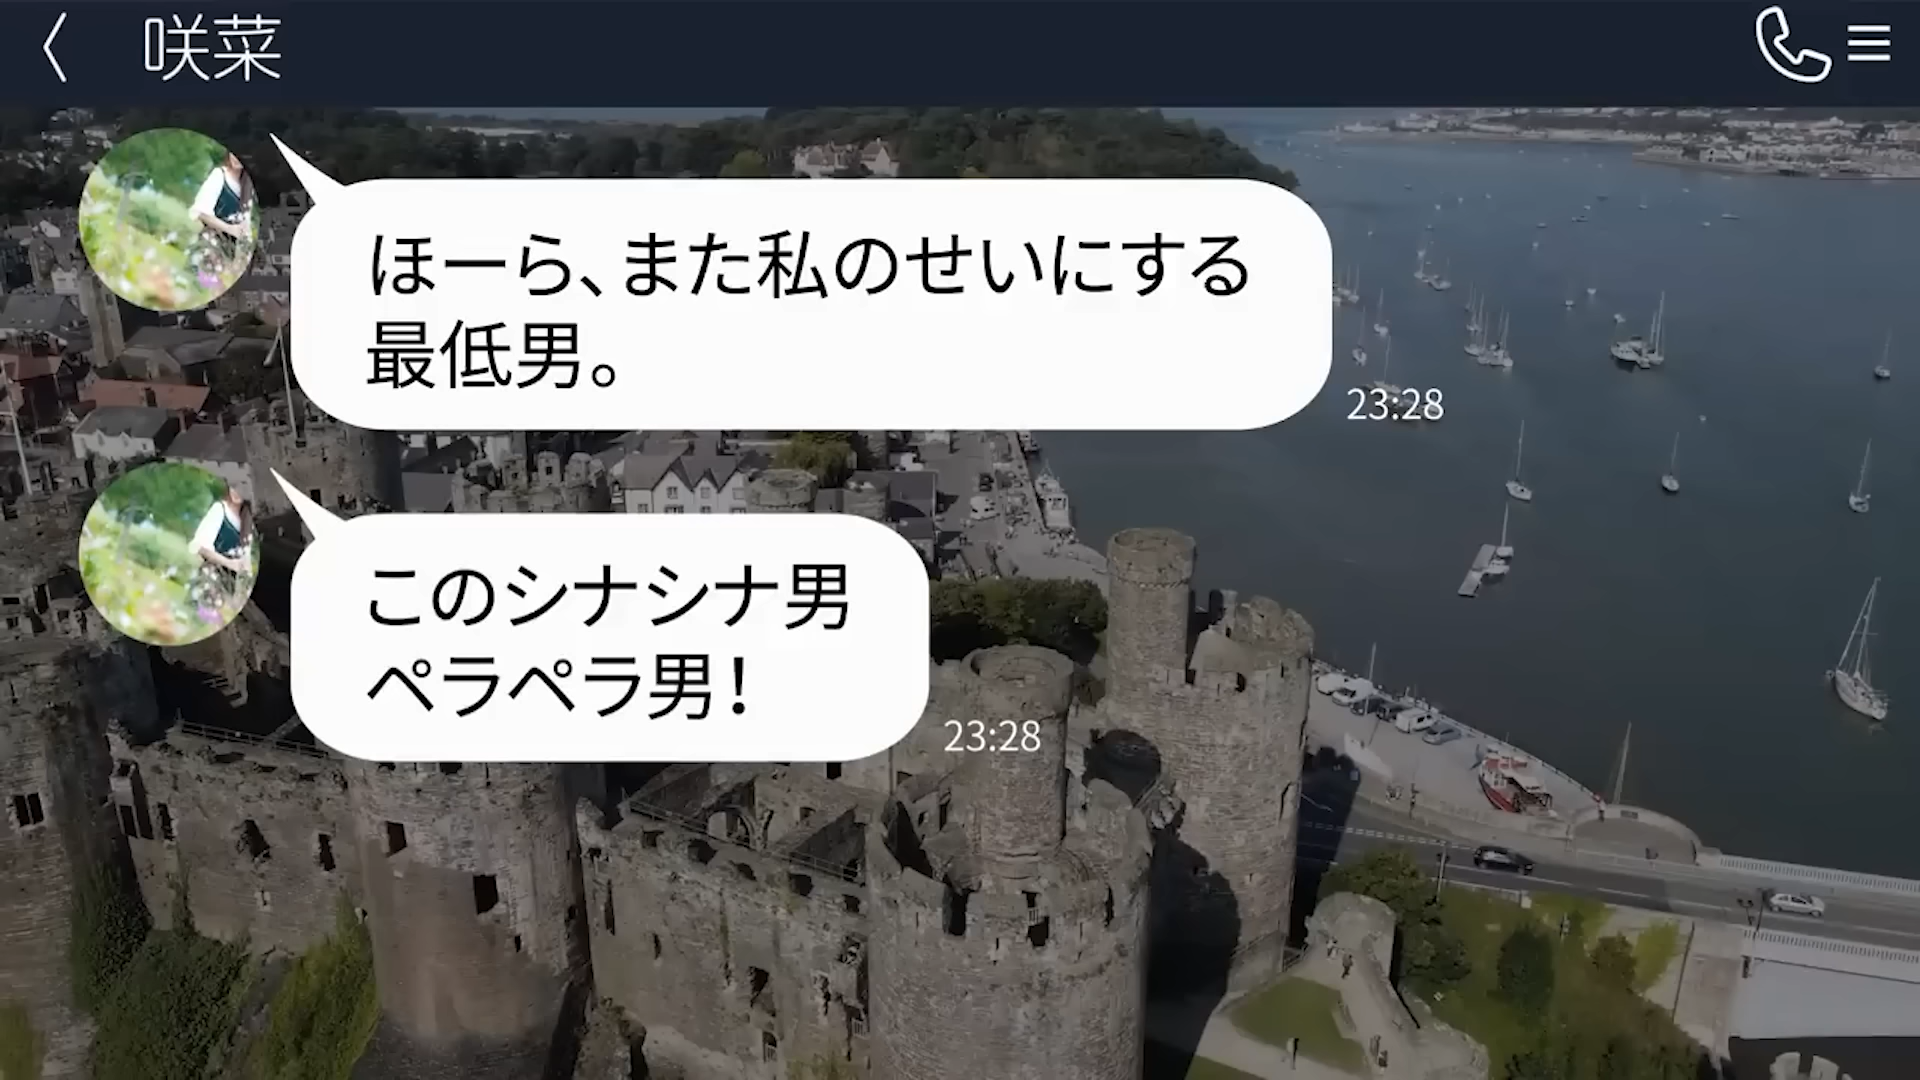 咲菜
ほーら、また私のせいにする
最低男。
23:28
このシナシナ男
ペラペラ男！
23:28